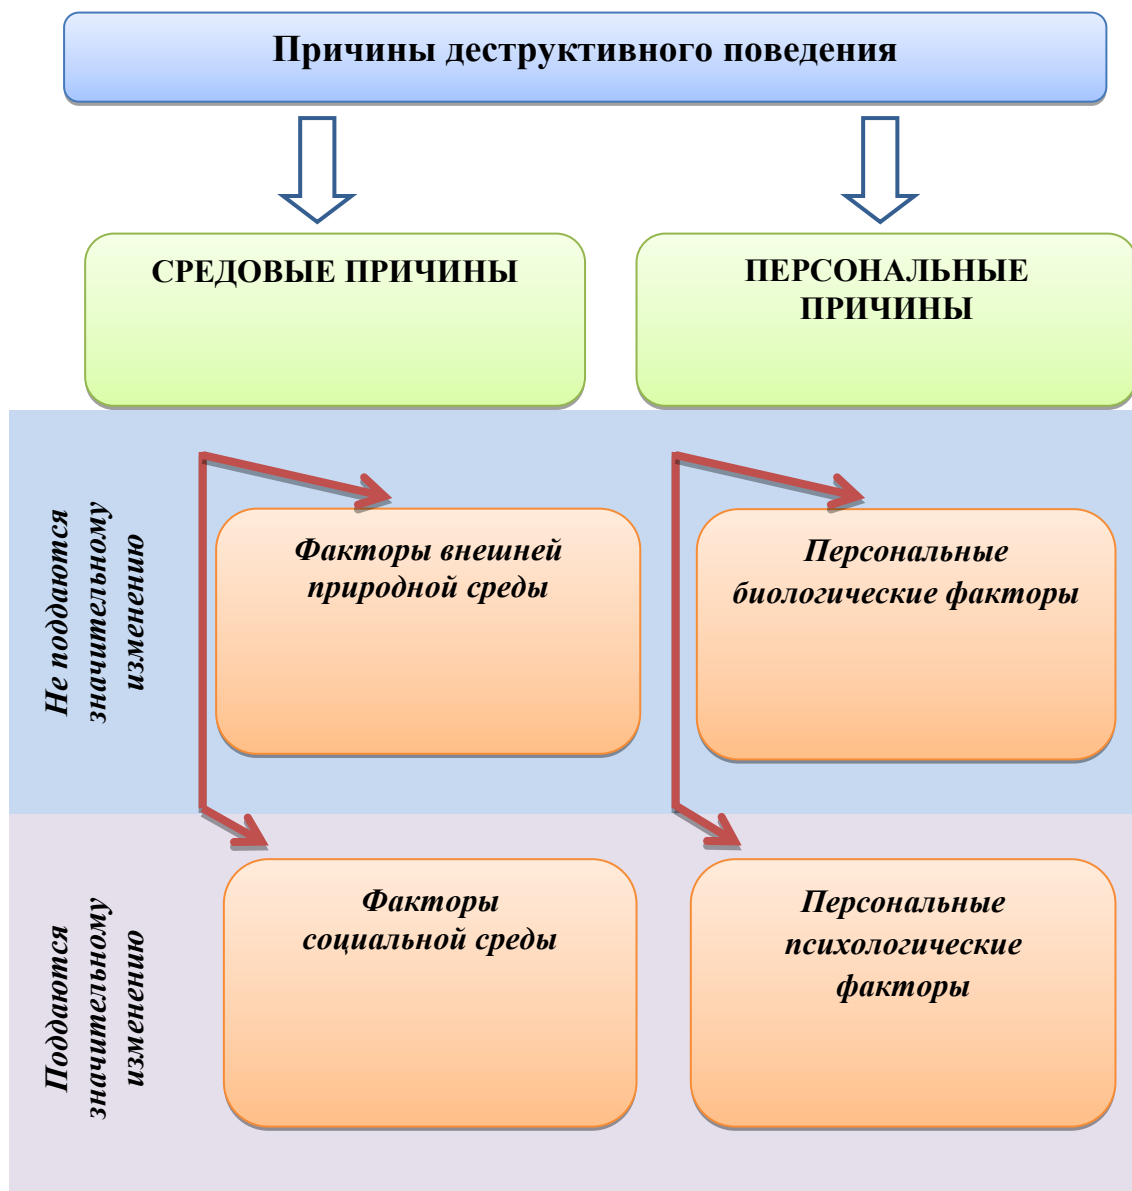 Причины деструктивного поведения
СРЕДОВЫЕ ПРИЧИНЫ
ПЕРСОНАЛЬНЫЕ
ПРИЧИНЫ
Не поддаются
значительному
изменению
Факторы внешней
природной среды
Персональные
биологические факторы
Поддаются
значительному
изменению
Факторы
социальной среды
Персональные
психологические
факторы